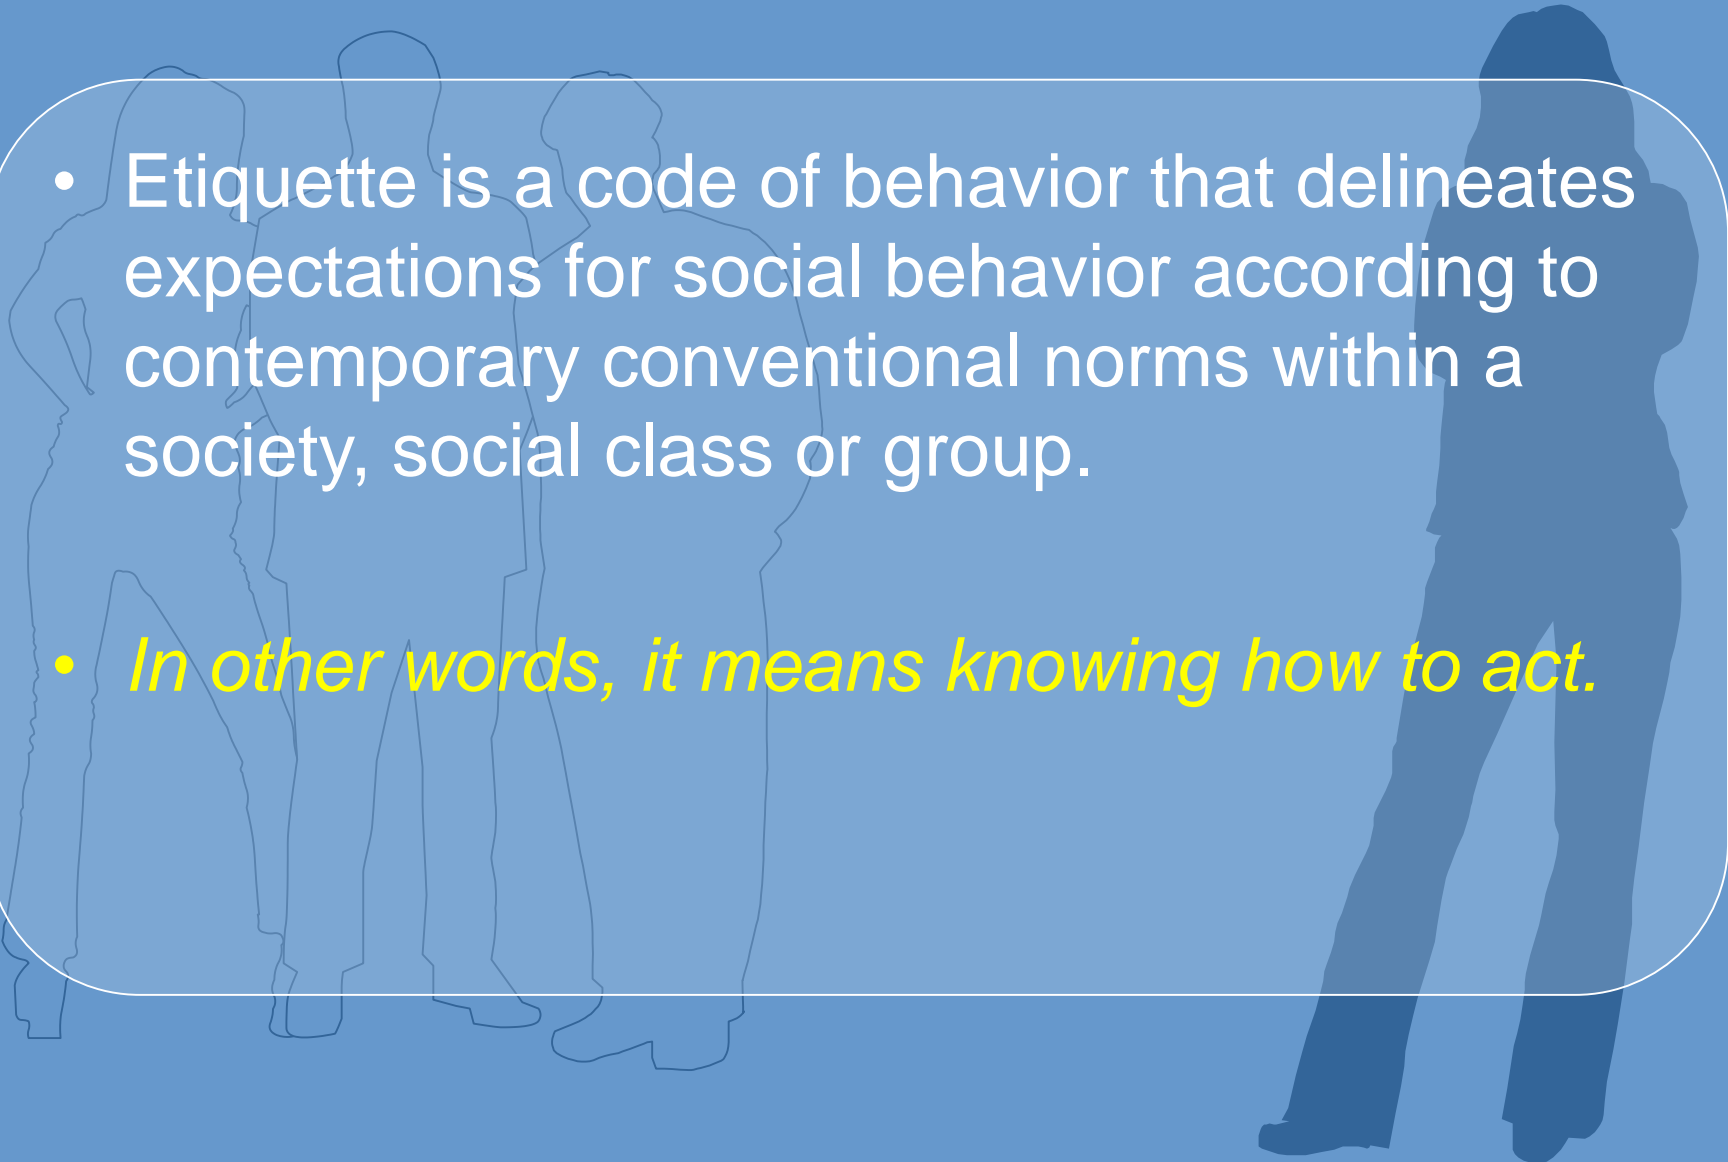 • Etiquette is a code of behavior that delineates
expectations for social behavior according to
contemporary conventional norms within a
society, social class or group.
• In other words, it means knowing how to act.